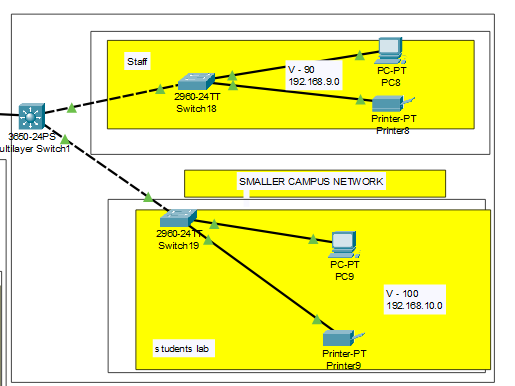 Staff
V - 90
192.168.9.0
PC-PT
PC8
2960-24TT
Switch18
Printer-PT
Printer8
3650-24PS
ultilayer Switch1
SMALLER CAMPUS NETWORK
2960-24TT
Switch19
PC-PT
PC9
V - 100
192.168.10.0
students lab
Printer-PT
Printer9